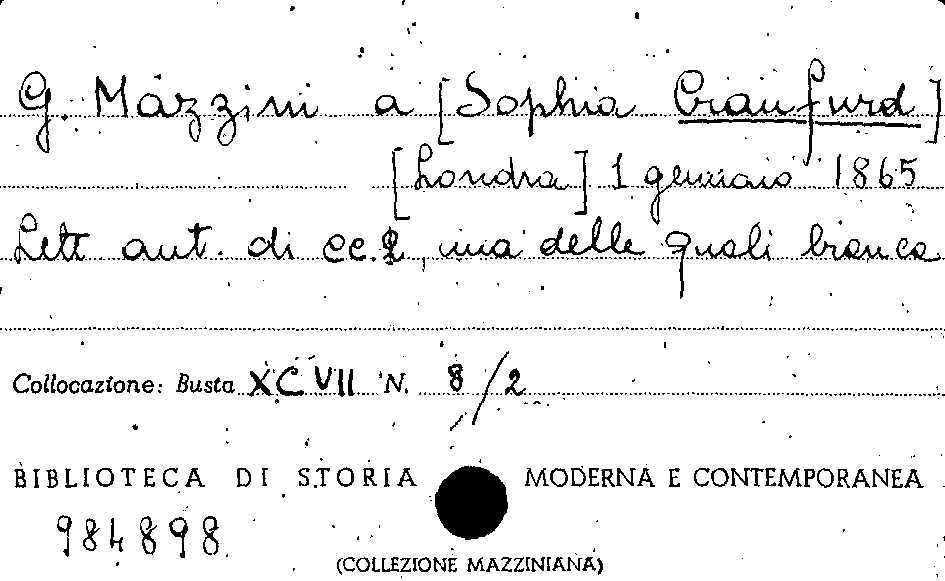 G. Mazzini a [Sophia Craufurd]
[Londra] 1 gennaio 1865
Lett aut. di cc. 2, una delle quali bianca
Collocazione: Busta XCVII N. 8/2
BIBLIOTECA DI STORIA MODERNA E CONTEMPORANEA
984898
(COLLEZIONE MAZZINIANA)